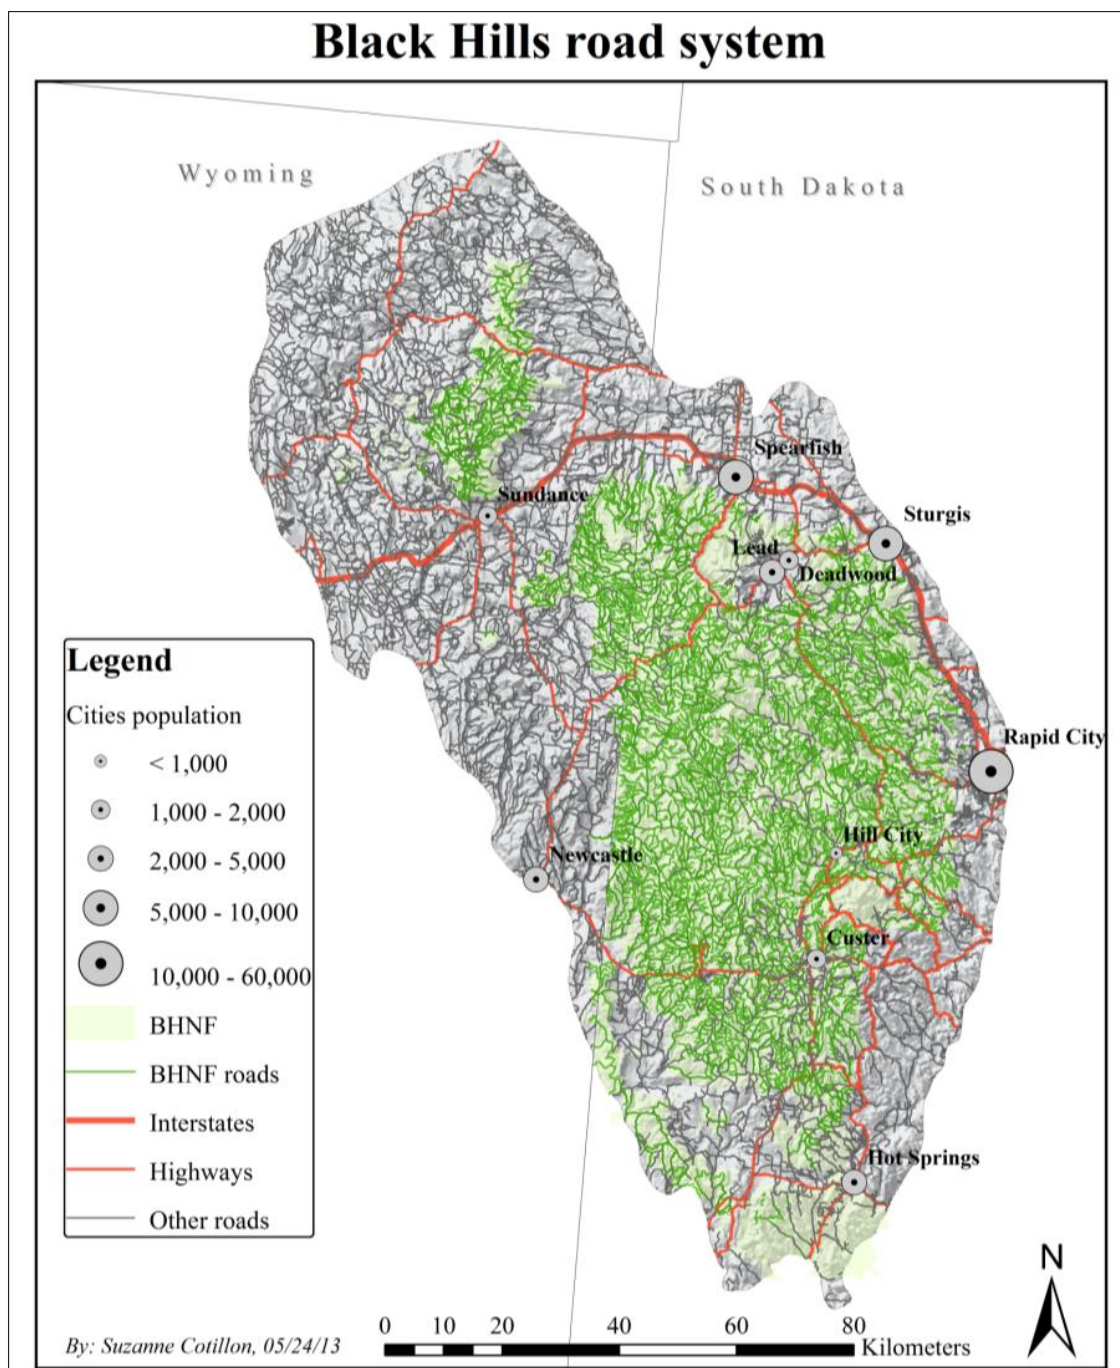 Black Hills road system
Wyoming
South Dakota
Spearfish
Sundance
Sturgis
Lead
Deadwood
Rapid City
Hill City
Newcastle
Custer
Hot Springs
Legend
Cities population
< 1,000
1,000 - 2,000
2,000 - 5,000
5,000 - 10,000
10,000 - 60,000
BHNF
BHNF roads
Interstates
Highways
Other roads
N
By: Suzanne Cotillon, 05/24/13
0 10 20 40 60 80
Kilometers